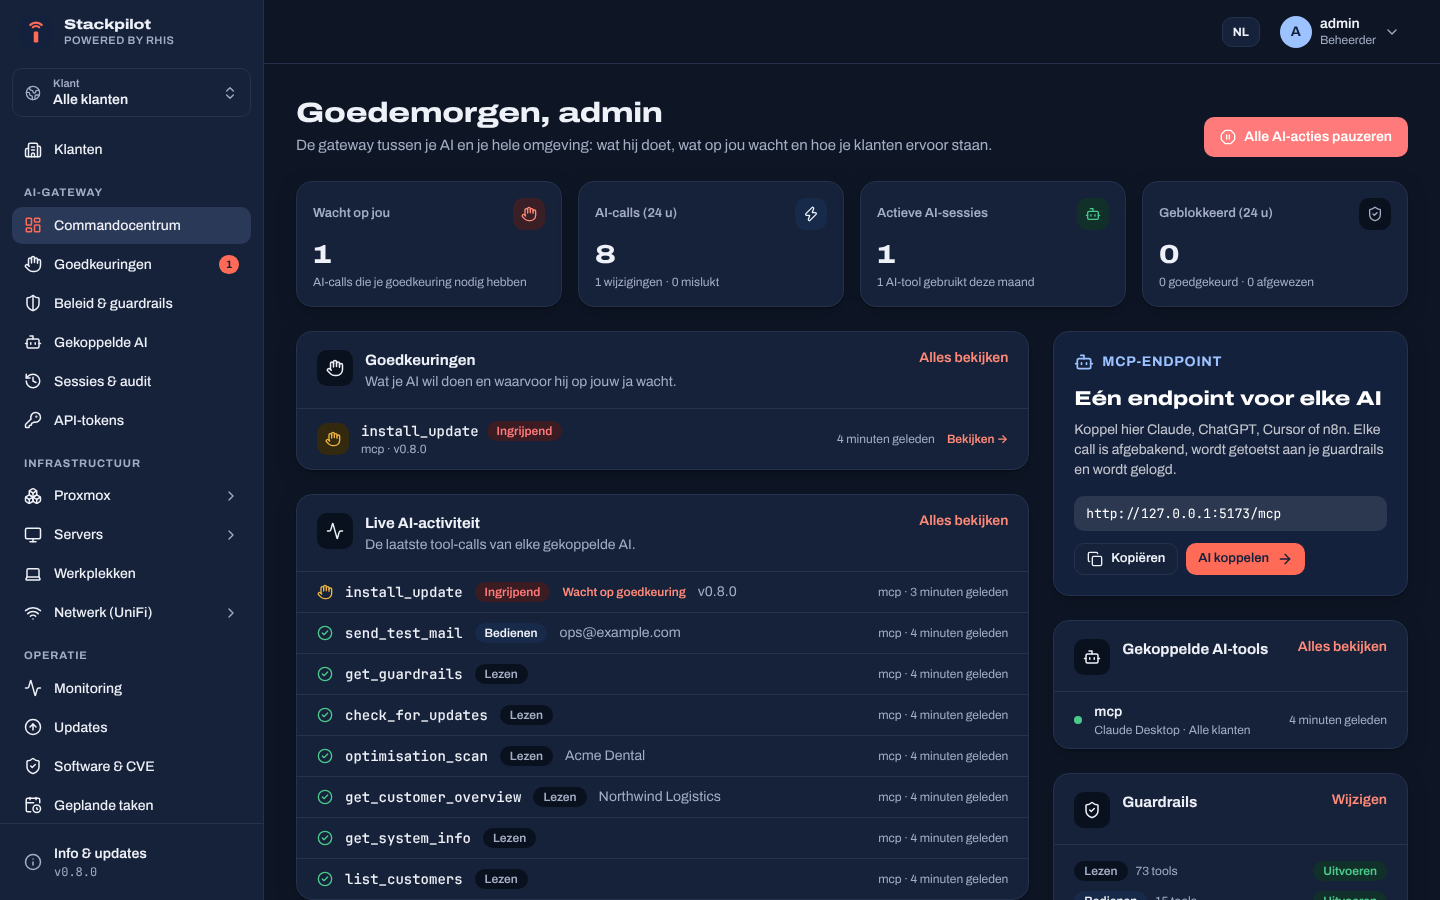 Stackpilot
POWERED BY RHIS
Klant
Alle klanten
Klanten
AI-GATEWAY
Commandocentrum
Goedkeuringen 1
Beleid & guardrails
Gekoppelde AI
Sessies & audit
API-tokens
INFRASTRUCTUUR
Proxmox
Servers
Werkplekken
Netwerk (UniFi)
OPERATIE
Monitoring
Updates
Software & CVE
Geplande taken
Info & updates
v0.8.0
NL
A
admin
Beheerder
Goedemorgen, admin
De gateway tussen je AI en je hele omgeving: wat hij doet, wat op jou wacht en hoe je klanten ervoor staan.
Alle AI-acties pauzeren
Wacht op jou
1
AI-calls die je goedkeuring nodig hebben
AI-calls (24 u)
8
1 wijzigingen · 0 mislukt
Actieve AI-sessies
1
1 AI-tool gebruikt deze maand
Geblokkeerd (24 u)
0
0 goedgekeurd · 0 afgewezen
Goedkeuringen
Wat je AI wil doen en waarvoor hij op jouw ja wacht.
Alles bekijken
install_update Ingrijpend
mcp · v0.8.0
4 minuten geleden Bekijken →
Live AI-activiteit
De laatste tool-calls van elke gekoppelde AI.
Alles bekijken
install_update Ingrijpend Wacht op goedkeuring v0.8.0 mcp · 3 minuten geleden
send_test_mail Bedienen ops@example.com mcp · 4 minuten geleden
get_guardrails Lezen mcp · 4 minuten geleden
check_for_updates Lezen mcp · 4 minuten geleden
optimisation_scan Lezen Acme Dental mcp · 4 minuten geleden
get_customer_overview Lezen Northwind Logistics mcp · 4 minuten geleden
get_system_info Lezen mcp · 4 minuten geleden
list_customers Lezen mcp · 4 minuten geleden
MCP-ENDPOINT
Eén endpoint voor elke AI
Koppel hier Claude, ChatGPT, Cursor of n8n. Elke
call is afgebakend, wordt getoetst aan je guardrails
en wordt gelogd.
http://127.0.0.1:5173/mcp
Kopiëren
AI koppelen →
Gekoppelde AI-tools
Alles bekijken
mcp
Claude Desktop · Alle klanten
4 minuten geleden
Guardrails
Wijzigen
Lezen 73 tools Uitvoeren
Bedienen 15 tools Uitvoeren